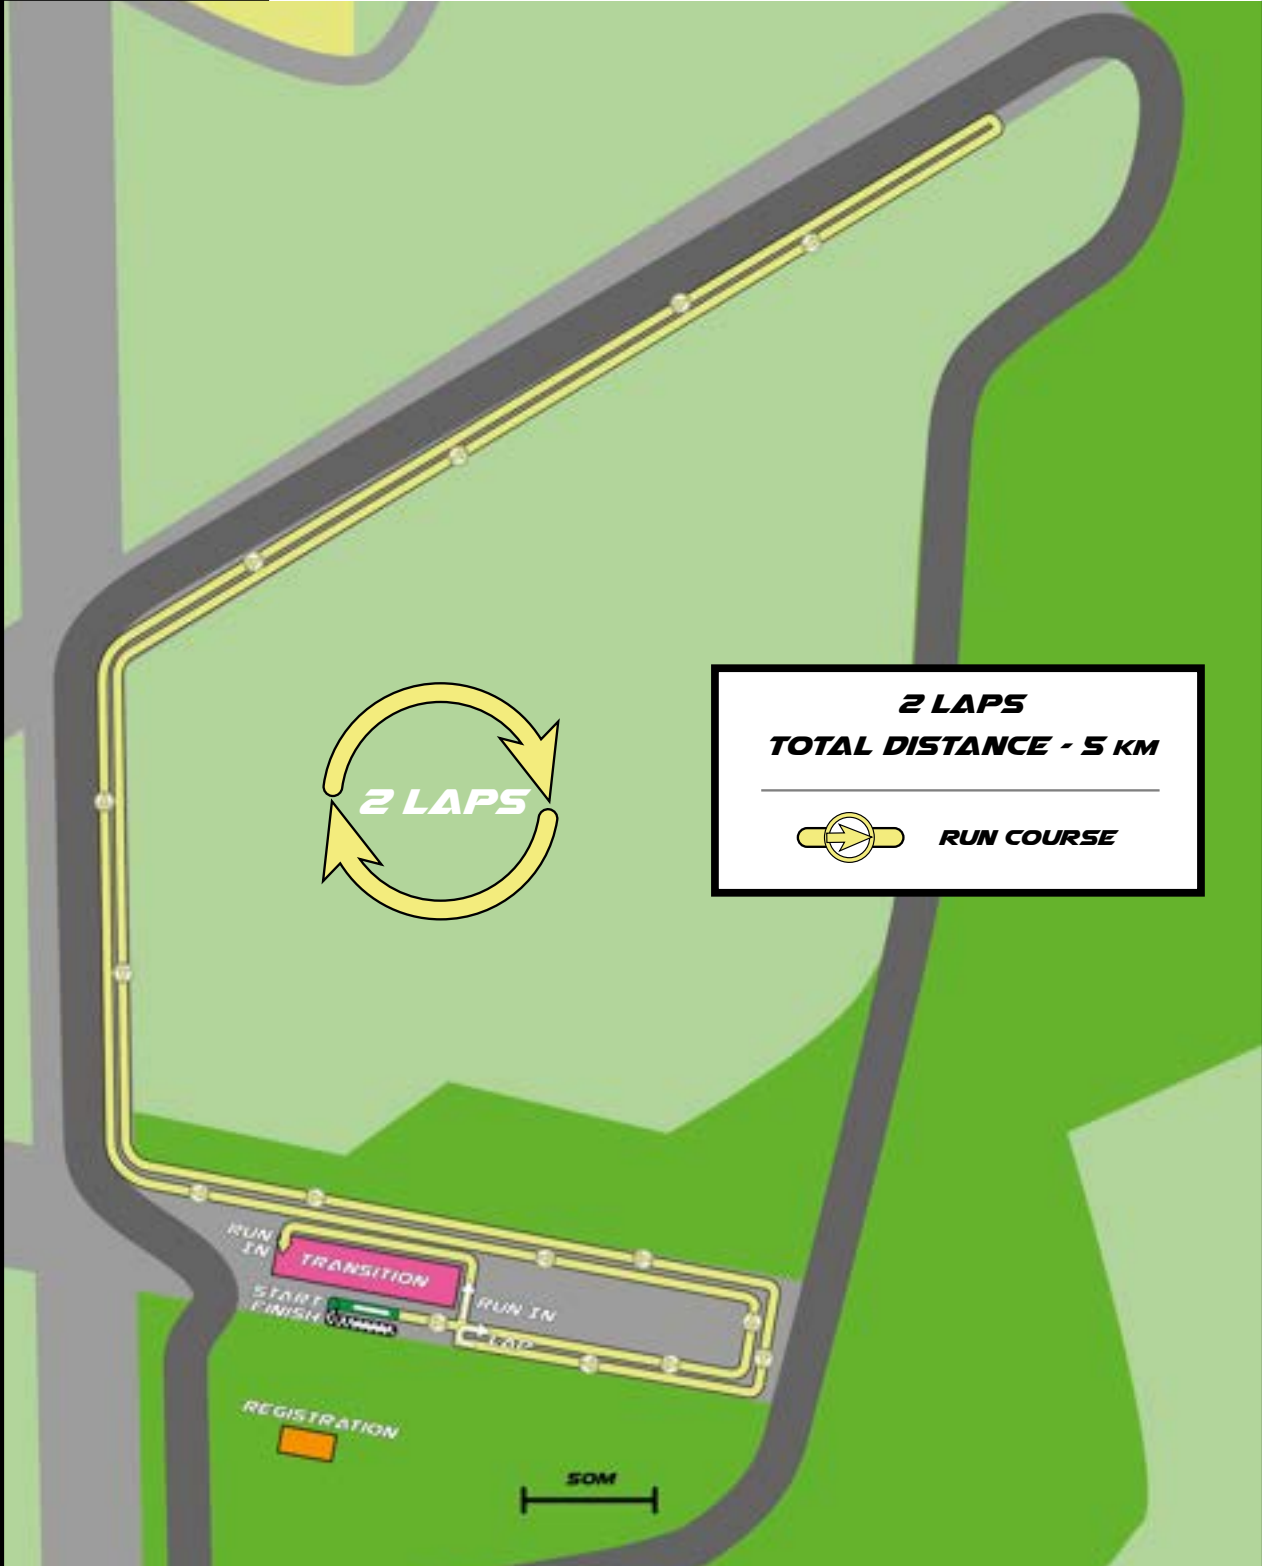 2 LAPS
2 LAPS
TOTAL DISTANCE - 5 KM
RUN COURSE
RUN
IN
TRANSITION
START
FINISH
RUN IN
LAP
REGISTRATION
50M